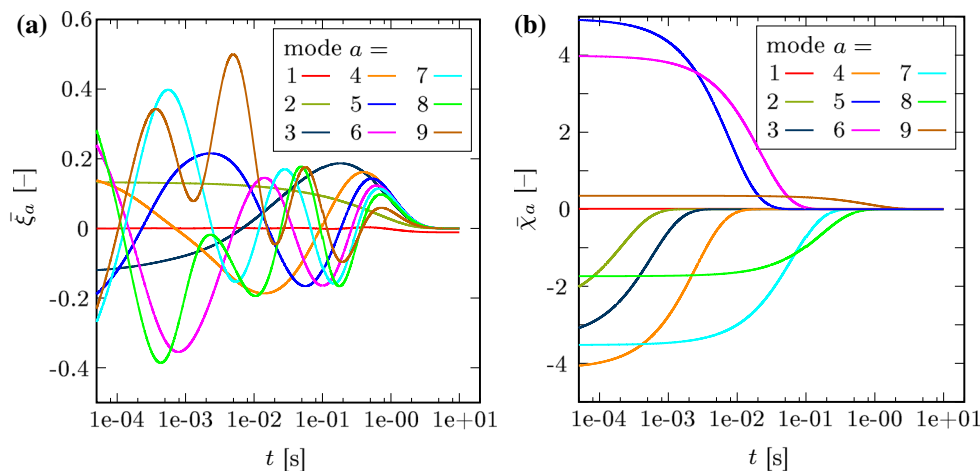 (a)
mode a =
1 4 7
2 5 8
3 6 9
0.6
0.4
0.2
0
-0.2
-0.4
ξ̄a [–]
1e-04 1e-03 1e-02 1e-01 1e-00 1e+01
t [s]
(b)
mode a =
1 4 7
2 5 8
3 6 9
4
2
0
-2
-4
χ̄a [–]
1e-04 1e-03 1e-02 1e-01 1e-00 1e+01
t [s]